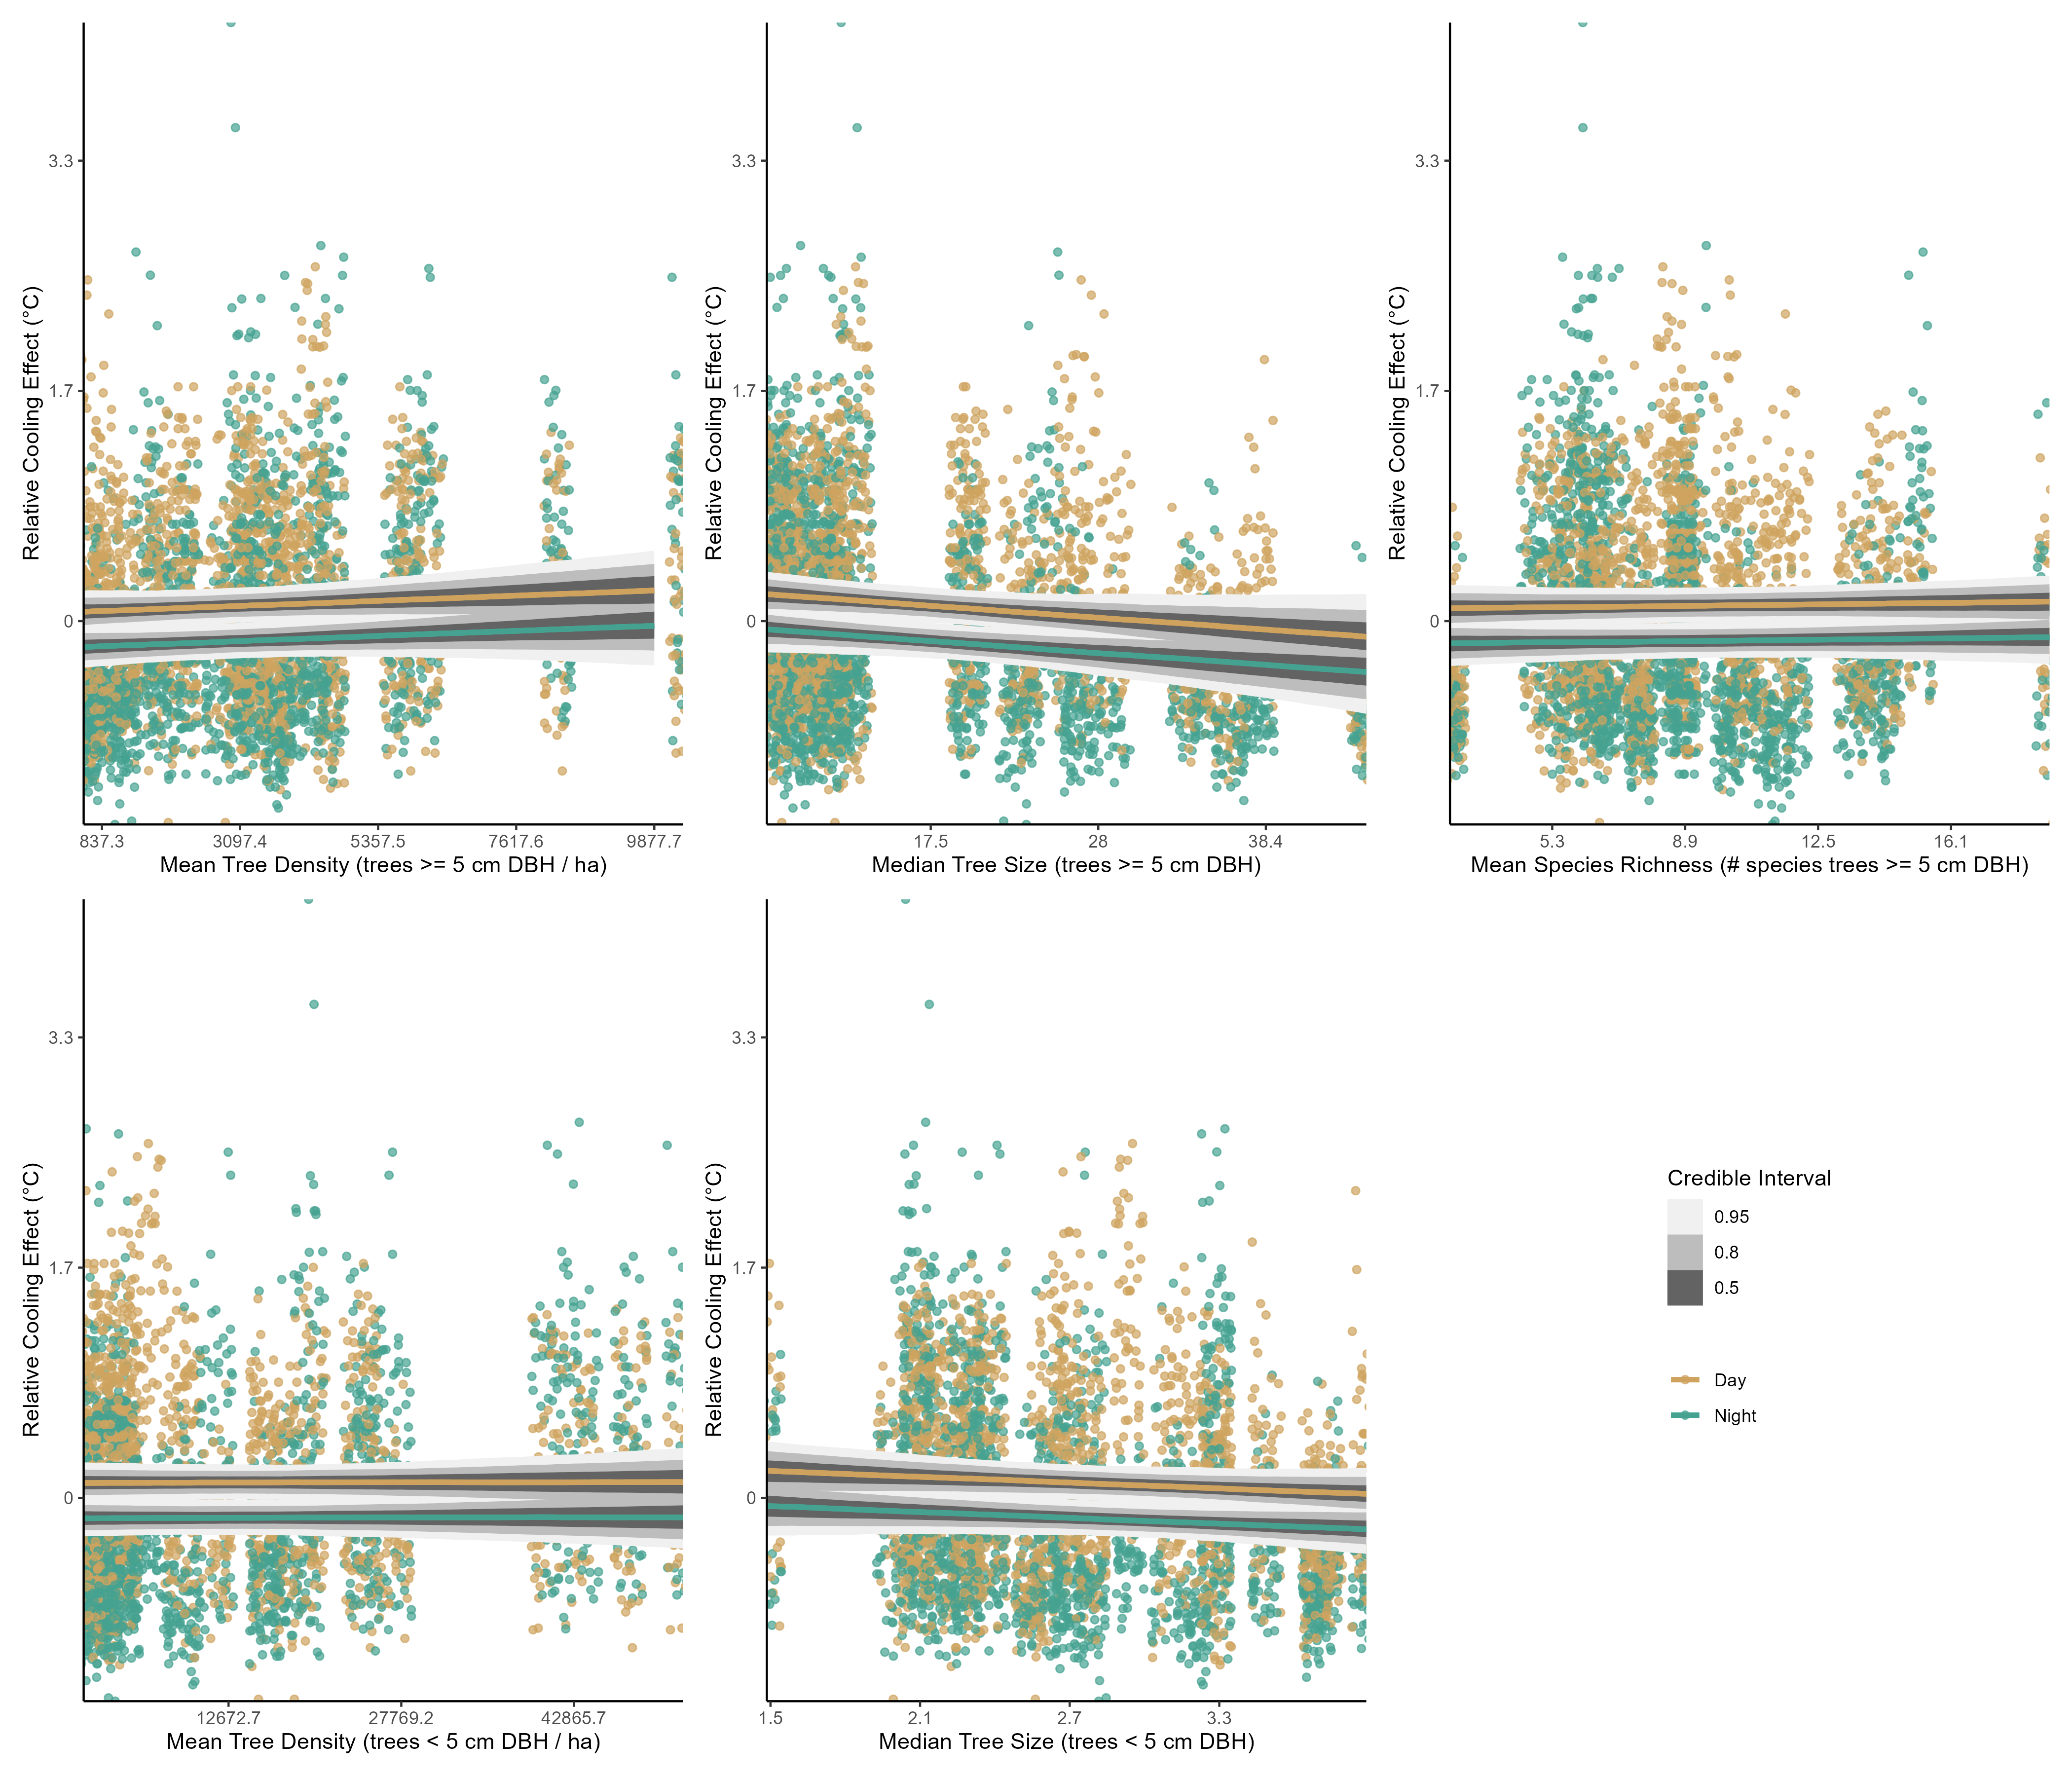 Relative Cooling Effect (°C)
3.3
1.7
0
837.3 3097.4 5357.5 7617.6 9877.7
Mean Tree Density (trees >= 5 cm DBH / ha)
Relative Cooling Effect (°C)
3.3
1.7
0
17.5 28 38.4
Median Tree Size (trees >= 5 cm DBH)
Relative Cooling Effect (°C)
3.3
1.7
0
5.3 8.9 12.5 16.1
Mean Species Richness (# species trees >= 5 cm DBH)
Relative Cooling Effect (°C)
3.3
1.7
0
12672.7 27769.2 42865.7
Mean Tree Density (trees < 5 cm DBH / ha)
Relative Cooling Effect (°C)
3.3
1.7
0
1.5 2.1 2.7 3.3
Median Tree Size (trees < 5 cm DBH)
Credible Interval
0.95
0.8
0.5
Day
Night